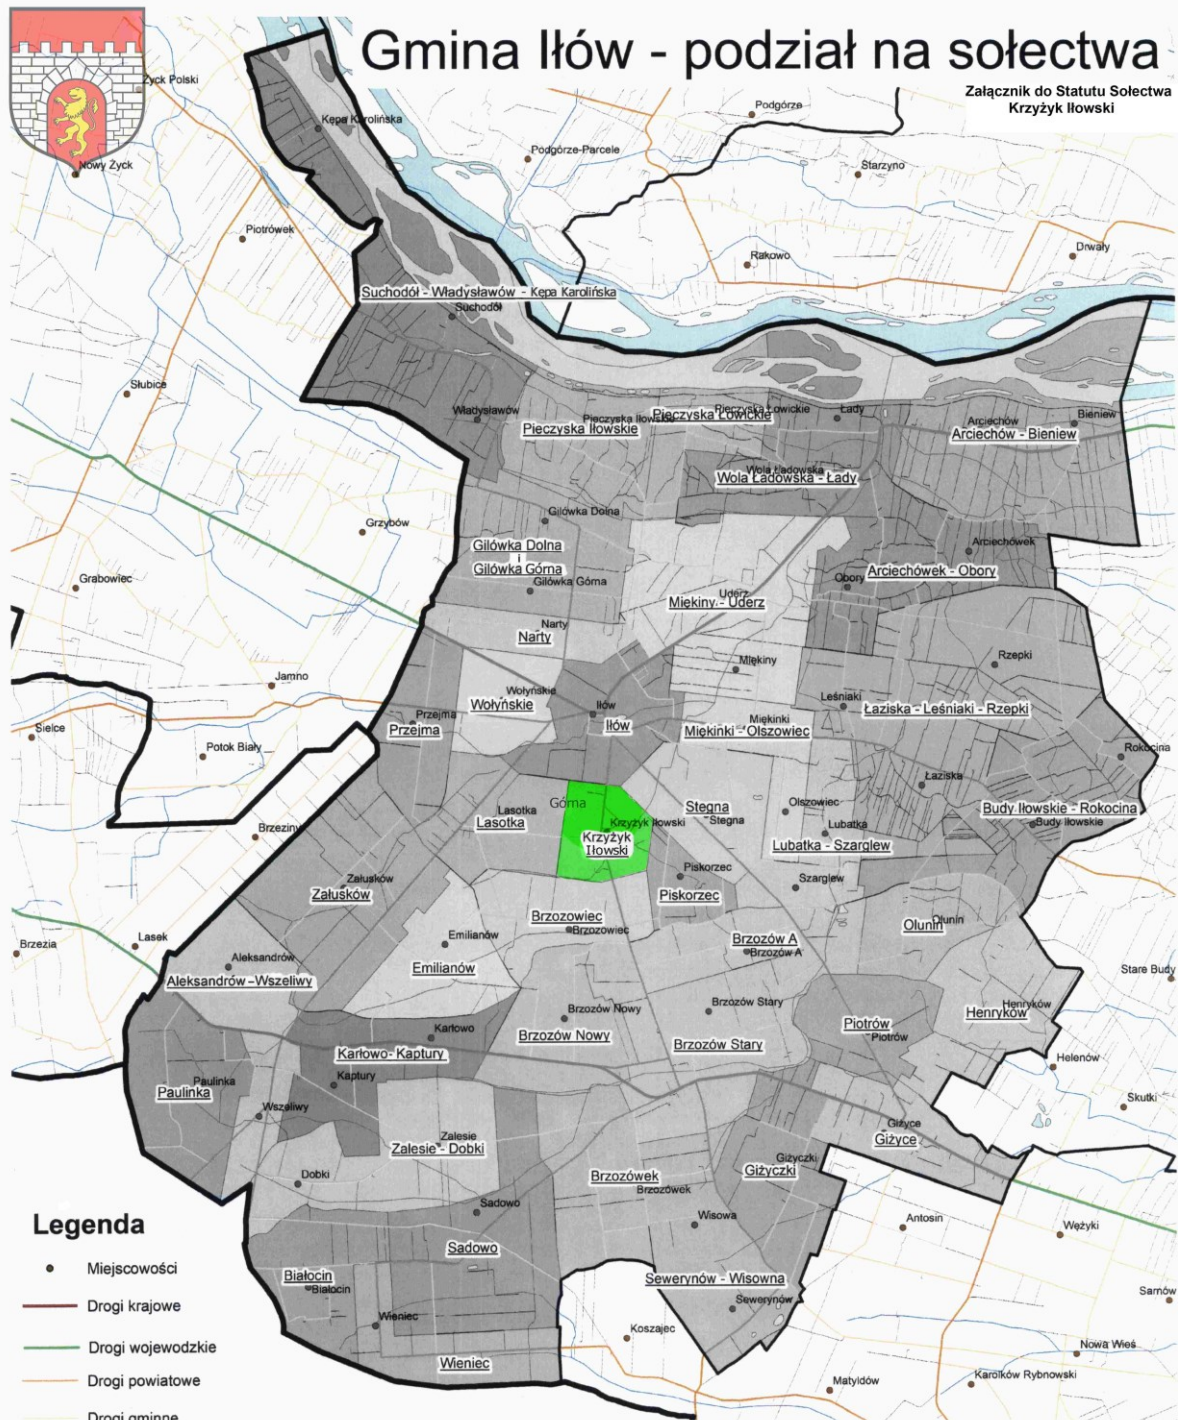 Gmina Iłów - podział na sołectwa
Załącznik do Statutu Sołectwa
Krzyżyk Iłowski
Życk Polski
Nowy Życk
Kępa Karolińska
Podgórze
Podgórze-Parcele
Starzyno
Piotrówek
Rakowo
Drwały
Suchodół - Władysławów - Kępa Karolińska
Suchodół
Słubice
Władysławów
Pieczyska Iłowskie
Pieczyska Iłowskie
Pieczyska Łowickie
Pieczyska Łowickie
Łady
Arciechów
Bieniew
Arciechów - Bieniew
Wola Ładowska
Wola Ładowska - Łady
Gilówka Dolna
Grzybów
Gilówka Dolna
i
Gilówka Górna
Gilówka Górna
Arciechówek
Arciechówek - Obory
Obory
Grabowiec
Uderz
Miękiny - Uderz
Narty
Narty
Miękiny
Rzepki
Jamno
Wołyńskie
Wołyńskie
Iłów
Iłów
Leśniaki
Łaziska - Leśniaki - Rzepki
Przejma
Przejma
Miękinki
Miękinki - Olszowiec
Sielce
Potok Biały
Rokocina
Łaziska
Górna
Lasotka
Lasotka
Krzyżyk Iłowski
Krzyżyk
Iłowski
Stegna
Stegna
Olszowiec
Lubatka
Lubatka - Szarglew
Budy Iłowskie - Rokocina
Budy Iłowskie
Brzeziny
Załusków
Załusków
Piskorzec
Piskorzec
Szarglew
Brzozowiec
Brzozowiec
Olunin
Olunin
Emilianów
Emilianów
Brzozów A
Brzozów A
Brzezia
Lasek
Aleksandrów
Aleksandrów-Wszeliwy
Stare Budy
Brzozów Nowy
Brzozów Nowy
Brzozów Stary
Brzozów Stary
Henryków
Henryków
Piotrów
Piotrów
Karłowo
Karłowo- Kaptury
Kaptury
Helenów
Paulinka
Paulinka
Skutki
Wszeliwy
Zalesie
Zalesie - Dobki
Giżyce
Giżyce
Dobki
Brzozówek
Brzozówek
Giżyczki
Giżyczki
Sadowo
Sadowo
Wisowa
Antosin
Wężyki
Białocin
Białocin
Sewerynów - Wisowna
Sewerynów
Sarnów
Wieniec
Wieniec
Koszajec
Nowa Wieś
Matyldów
Karolków Rybnowski
Legenda
Miejscowości
Drogi krajowe
Drogi wojewodzkie
Drogi powiatowe
Drogi gminne